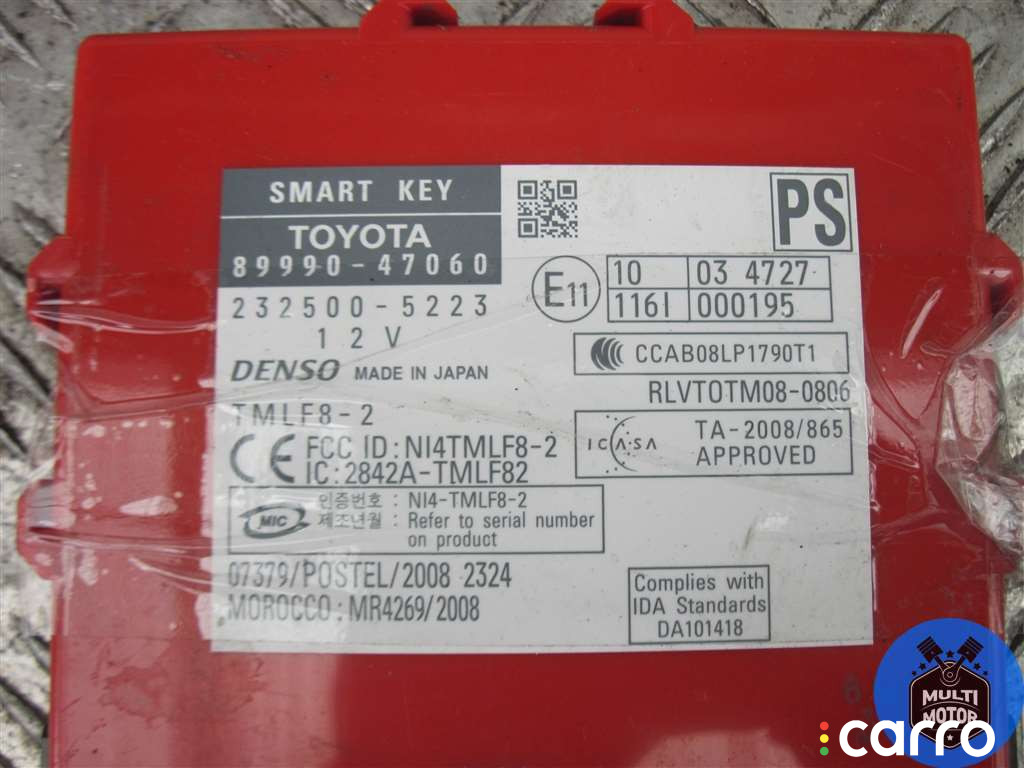 SMART KEY
TOYOTA
89990-47060
232500-5223
12V
DENSO MADE IN JAPAN
TMLF8-2
CE FCC ID:NI4TMLF8-2
IC:2842A-TMLF82
MIC
인증번호 : NI4-TMLF8-2
제조년월 : Refer to serial number
on product
07379/POSTEL/2008 2324
MOROCCO:MR4269/2008
PS
E11
10 03 4727
116I 000195
CCAB08LP1790T1
RLVTOTM08-0806
ICASA
TA-2008/865
APPROVED
Complies with
IDA Standards
DA101418
MULTI
MOTOR
carro